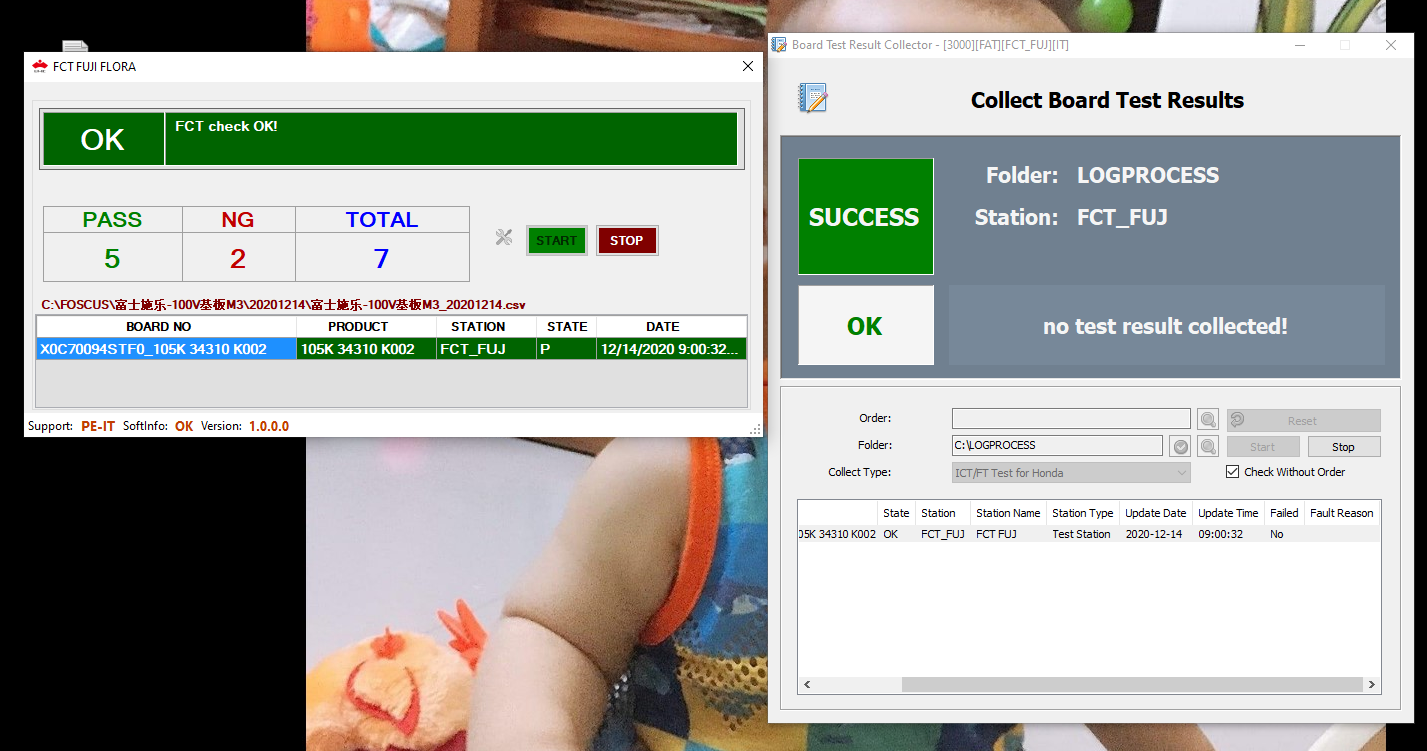 FCT FUJI FLORA
OK
FCT check OK!
PASS NG TOTAL
5 2 7
START STOP
C:\FOSCUS\富士施乐-100V基板M3\20201214\富士施乐-100V基板M3_20201214.csv
BOARD NO PRODUCT STATION STATE DATE
X0C70094STF0_105K 34310 K002 105K 34310 K002 FCT_FUJ P 12/14/2020 9:00:32...
Support: PE-IT SoftInfo: OK Version: 1.0.0.0
Board Test Result Collector - [3000][FAT][FCT_FUJ][IT]
Collect Board Test Results
SUCCESS
Folder: LOGPROCESS
Station: FCT_FUJ
OK
no test result collected!
Order: Reset
Folder: C:\LOGPROCESS Start Stop
Collect Type: ICT/FT Test for Honda Check Without Order
State Station Station Name Station Type Update Date Update Time Failed Fault Reason
05K 34310 K002 OK FCT_FUJ FCT FUJ Test Station 2020-12-14 09:00:32 No